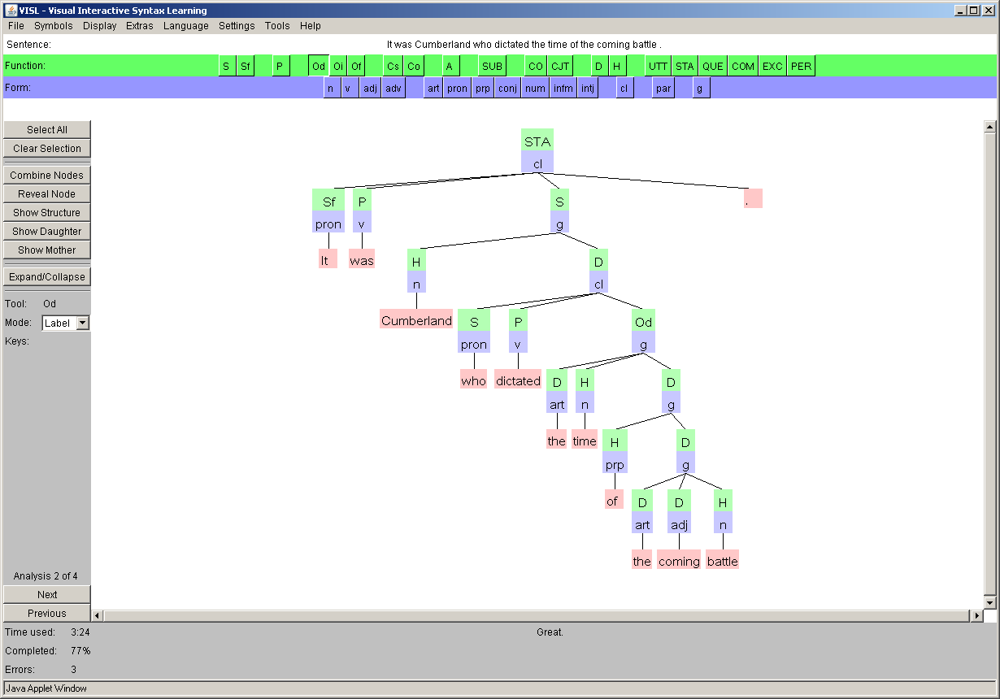 VISL - Visual Interactive Syntax Learning
File Symbols Display Extras Language Settings Tools Help
Sentence: It was Cumberland who dictated the time of the coming battle .
Function: S Sf P Od Oi Of Cs Co A SUB CO CJT D H UTT STA QUE COM EXC PER
Form: n v adj adv art pron prp conj num infm intj cl par g
Select All
Clear Selection
Combine Nodes
Reveal Node
Show Structure
Show Daughter
Show Mother
Expand/Collapse
Tool: Od
Mode: Label
Keys:
STA
cl
Sf P S .
pron v g
It was H D
n cl
Cumberland S P Od
pron v g
who dictated D H D
art n g
the time H D
prp g
of D D H
art adj n
the coming battle
Analysis 2 of 4
Next
Previous
Time used: 3:24 Great.
Completed: 77%
Errors: 3
Java Applet Window